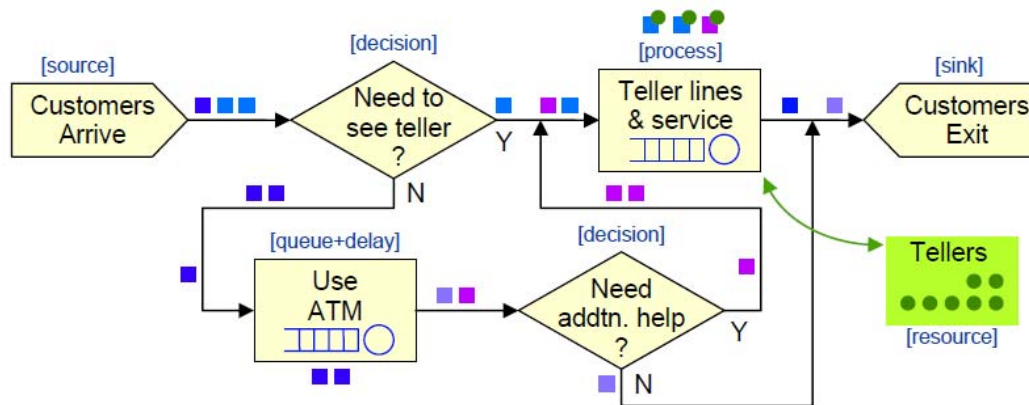 [source]
Customers
Arrive
[decision]
Need to
see teller
?
Y
N
[process]
Teller lines
& service
[sink]
Customers
Exit
[queue+delay]
Use
ATM
[decision]
Need
addtn. help
?
Y
N
Tellers
[resource]